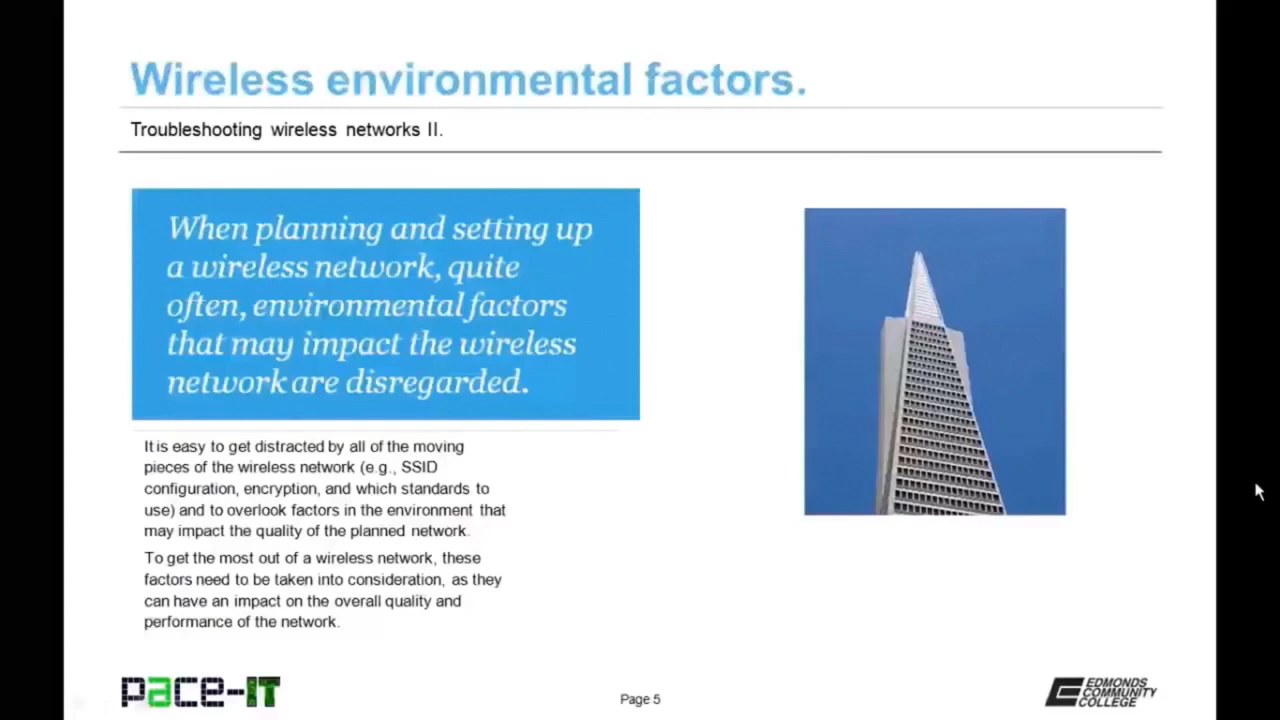 Wireless environmental factors.
Troubleshooting wireless networks II.
When planning and setting up
a wireless network, quite
often, environmental factors
that may impact the wireless
network are disregarded.
It is easy to get distracted by all of the moving
pieces of the wireless network (e.g., SSID
configuration, encryption, and which standards to
use) and to overlook factors in the environment that
may impact the quality of the planned network.
To get the most out of a wireless network, these
factors need to be taken into consideration, as they
can have an impact on the overall quality and
performance of the network.
pace-IT
Page 5
EDMONDS
COMMUNITY
COLLEGE